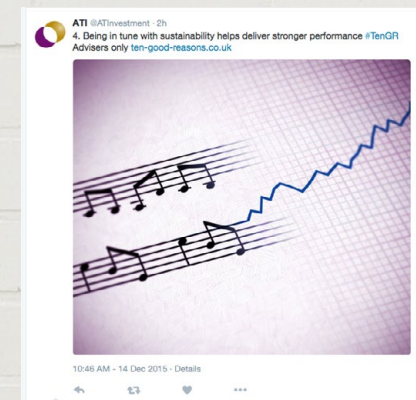 ATI @ATInvestment · 2h
4. Being in tune with sustainability helps deliver stronger performance #TenGR
Advisers only ten-good-reasons.co.uk
10:46 AM - 14 Dec 2015 · Details